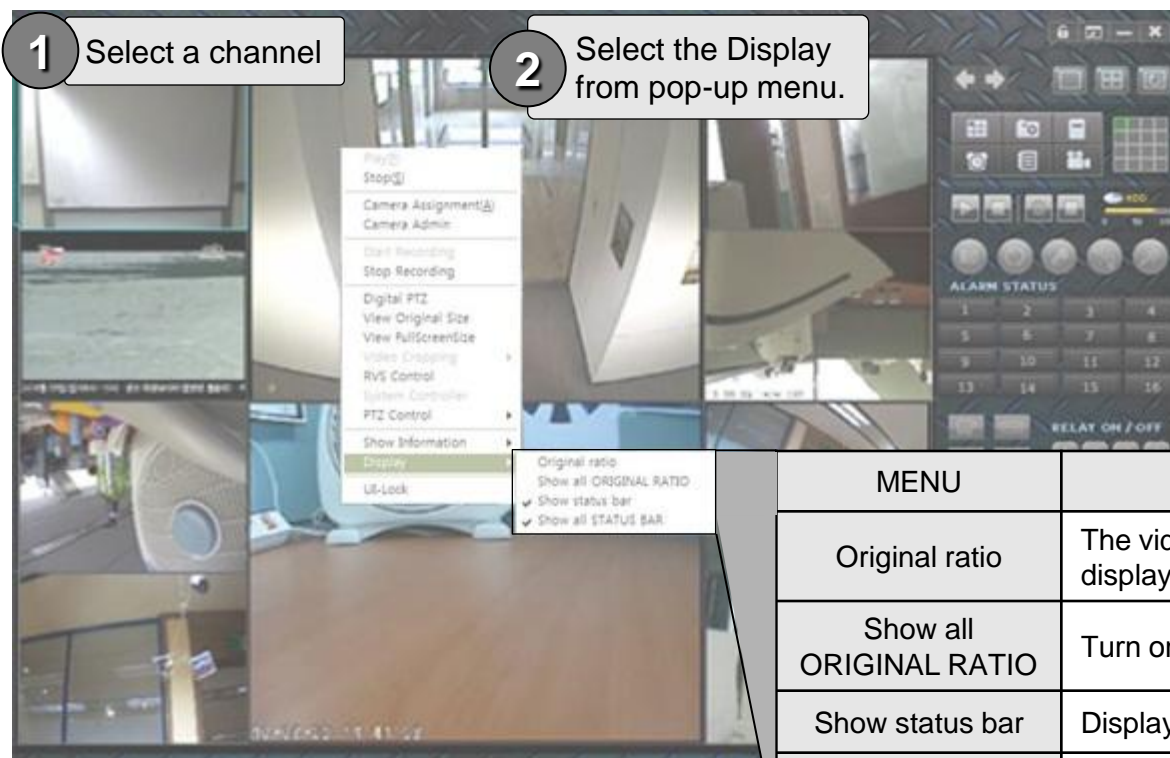 1
Select a channel
2
Select the Display
from pop-up menu.
Stop(S)
Camera Assignment(A)
Camera Admin
Start Recording
Stop Recording
Digital PTZ
View Original Size
View FullScreenSize
Video Cropping
RVS Control
System Controller
PTZ Control
Show Information
Display
UI-Lock
Original ratio
Show all ORIGINAL RATIO
Show status bar
Show all STATUS BAR
HDD
ALARM STATUS
1 2 3 4
5 6 7 8
9 10 11 12
13 14 15 16
RELAY ON / OFF
MENU
Original ratio
The vid
display
Show all
ORIGINAL RATIO
Turn or
Show status bar
Display